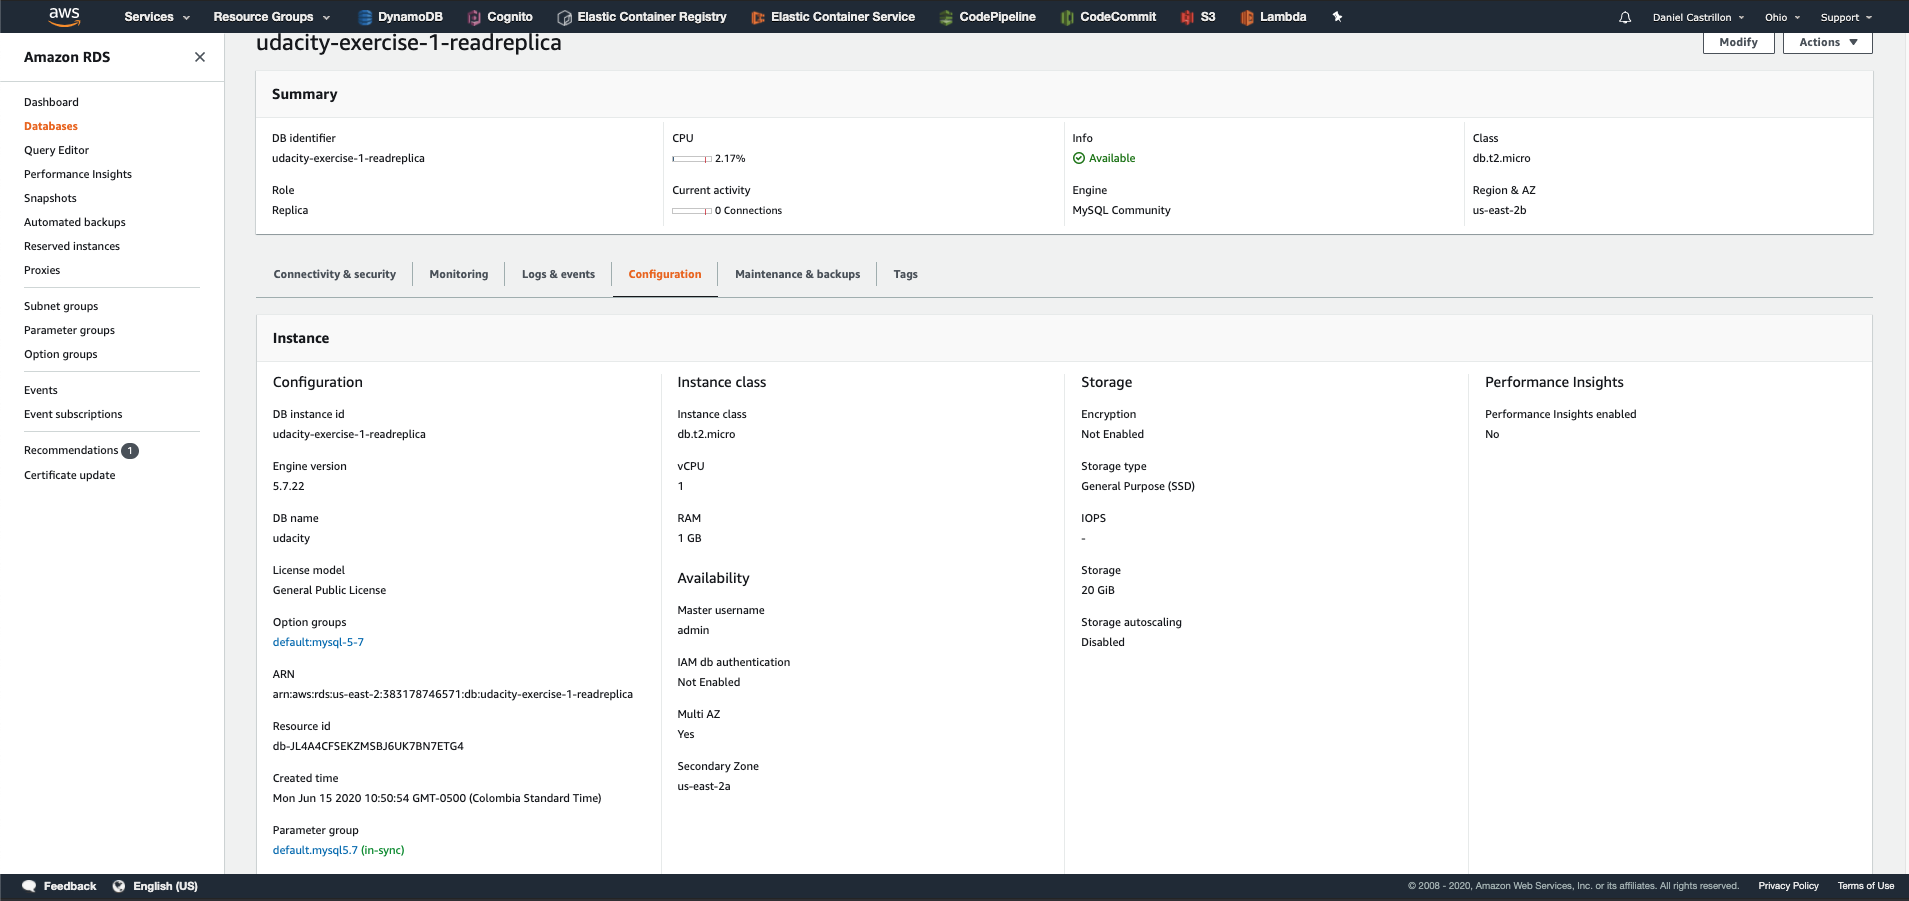 aws Services Resource Groups DynamoDB Cognito Elastic Container Registry Elastic Container Service CodePipeline CodeCommit S3 Lambda Daniel Castrillon Ohio Support
Amazon RDS
Dashboard
Databases
Query Editor
Performance Insights
Snapshots
Automated backups
Reserved instances
Proxies
Subnet groups
Parameter groups
Option groups
Events
Event subscriptions
Recommendations 1
Certificate update
udacity-exercise-1-readreplica
Modify Actions
Summary
DB identifier
udacity-exercise-1-readreplica
Role
Replica
CPU
2.17%
Current activity
0 Connections
Info
Available
Engine
MySQL Community
Class
db.t2.micro
Region & AZ
us-east-2b
Connectivity & security Monitoring Logs & events Configuration Maintenance & backups Tags
Instance
Configuration
DB instance id
udacity-exercise-1-readreplica
Engine version
5.7.22
DB name
udacity
License model
General Public License
Option groups
default:mysql-5-7
ARN
arn:aws:rds:us-east-2:383178746571:db:udacity-exercise-1-readreplica
Resource id
db-JL4A4CFSEKZMSBJ6UK7BN7ETG4
Created time
Mon Jun 15 2020 10:50:54 GMT-0500 (Colombia Standard Time)
Parameter group
default.mysql5.7 (in-sync)
Instance class
Instance class
db.t2.micro
vCPU
1
RAM
1 GB
Availability
Master username
admin
IAM db authentication
Not Enabled
Multi AZ
Yes
Secondary Zone
us-east-2a
Storage
Encryption
Not Enabled
Storage type
General Purpose (SSD)
IOPS
-
Storage
20 GiB
Storage autoscaling
Disabled
Performance Insights
Performance Insights enabled
No
Feedback English (US) © 2008 - 2020, Amazon Web Services, Inc. or its affiliates. All rights reserved. Privacy Policy Terms of Use